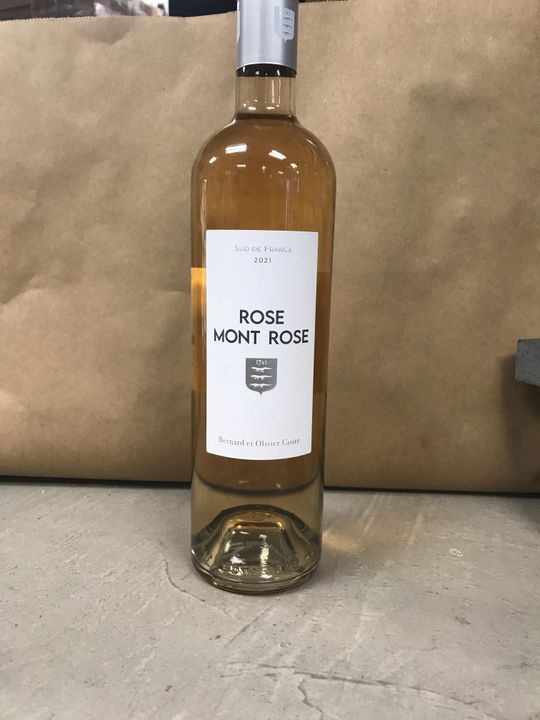 SUD DE FRANCE
2021
ROSE
MONT ROSE
1701
Bernard et Olivier Coste